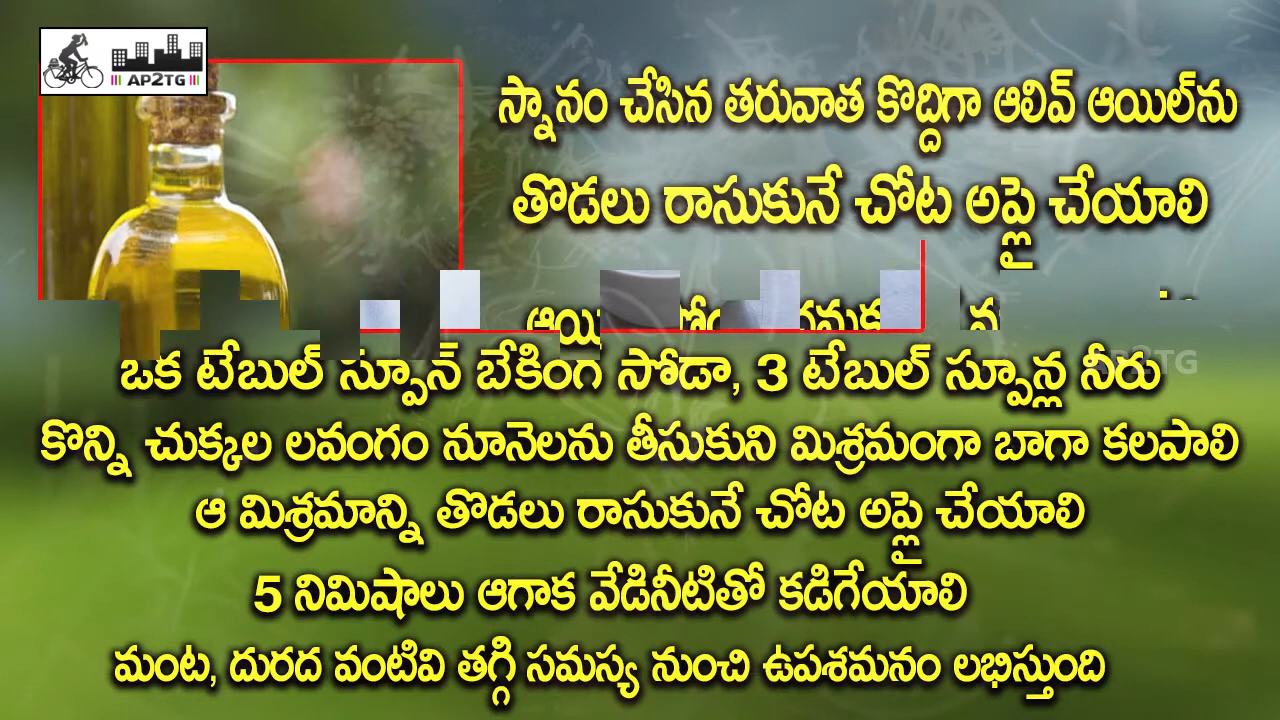 AP2TG
స్నానం చేసిన తరువాత కొద్దిగా ఆలివ్ ఆయిల్‌ను
తొడలు రాసుకునే చోట అప్లై చేయాలి
AP2TG
ఒక టేబుల్ స్పూన్ బేకింగ్ సోడా, 3 టేబుల్ స్పూన్ల నీరు
కొన్ని చుక్కల లవంగం నూనెలను తీసుకుని మిశ్రమంగా బాగా కలపాలి
ఆ మిశ్రమాన్ని తొడలు రాసుకునే చోట అప్లై చేయాలి
5 నిమిషాలు ఆగాక వేడినీటితో కడిగేయాలి
మంట, దురద వంటివి తగ్గి సమస్య నుంచి ఉపశమనం లభిస్తుంది